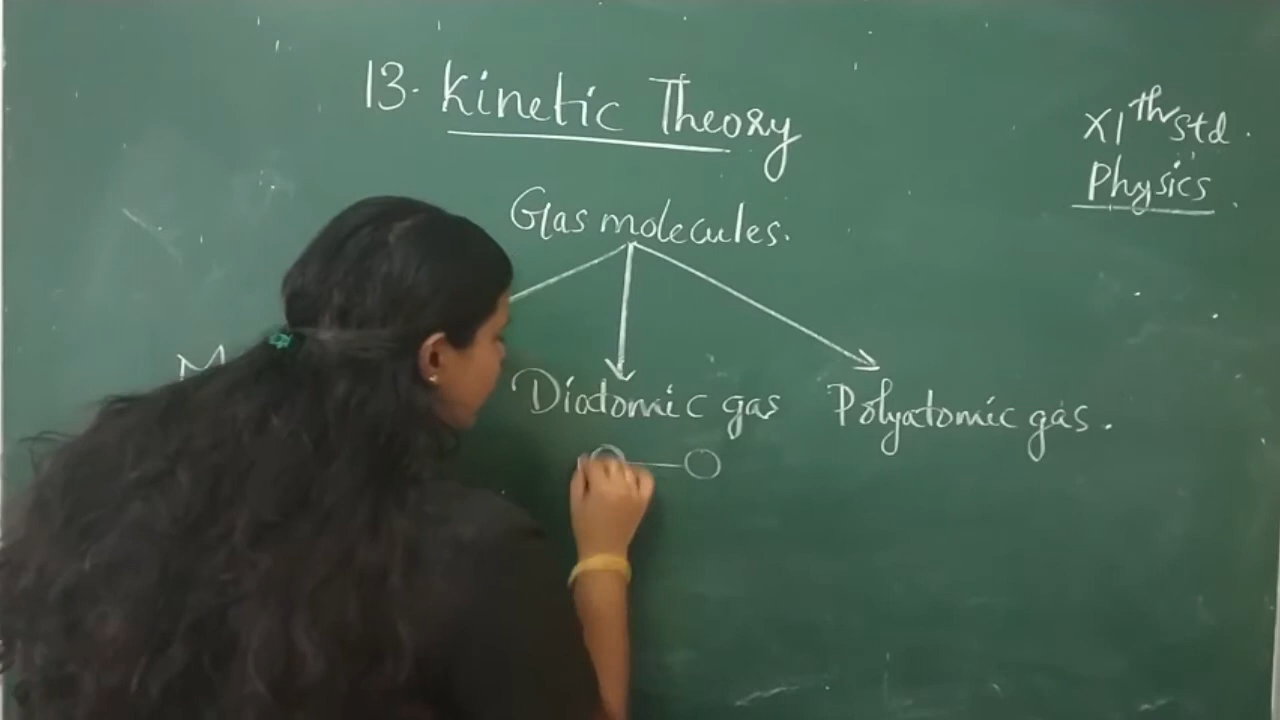 13. Kinetic Theory
XIth std.
Physics.
Gas molecules.
Diatomic gas
Polyatomic gas.